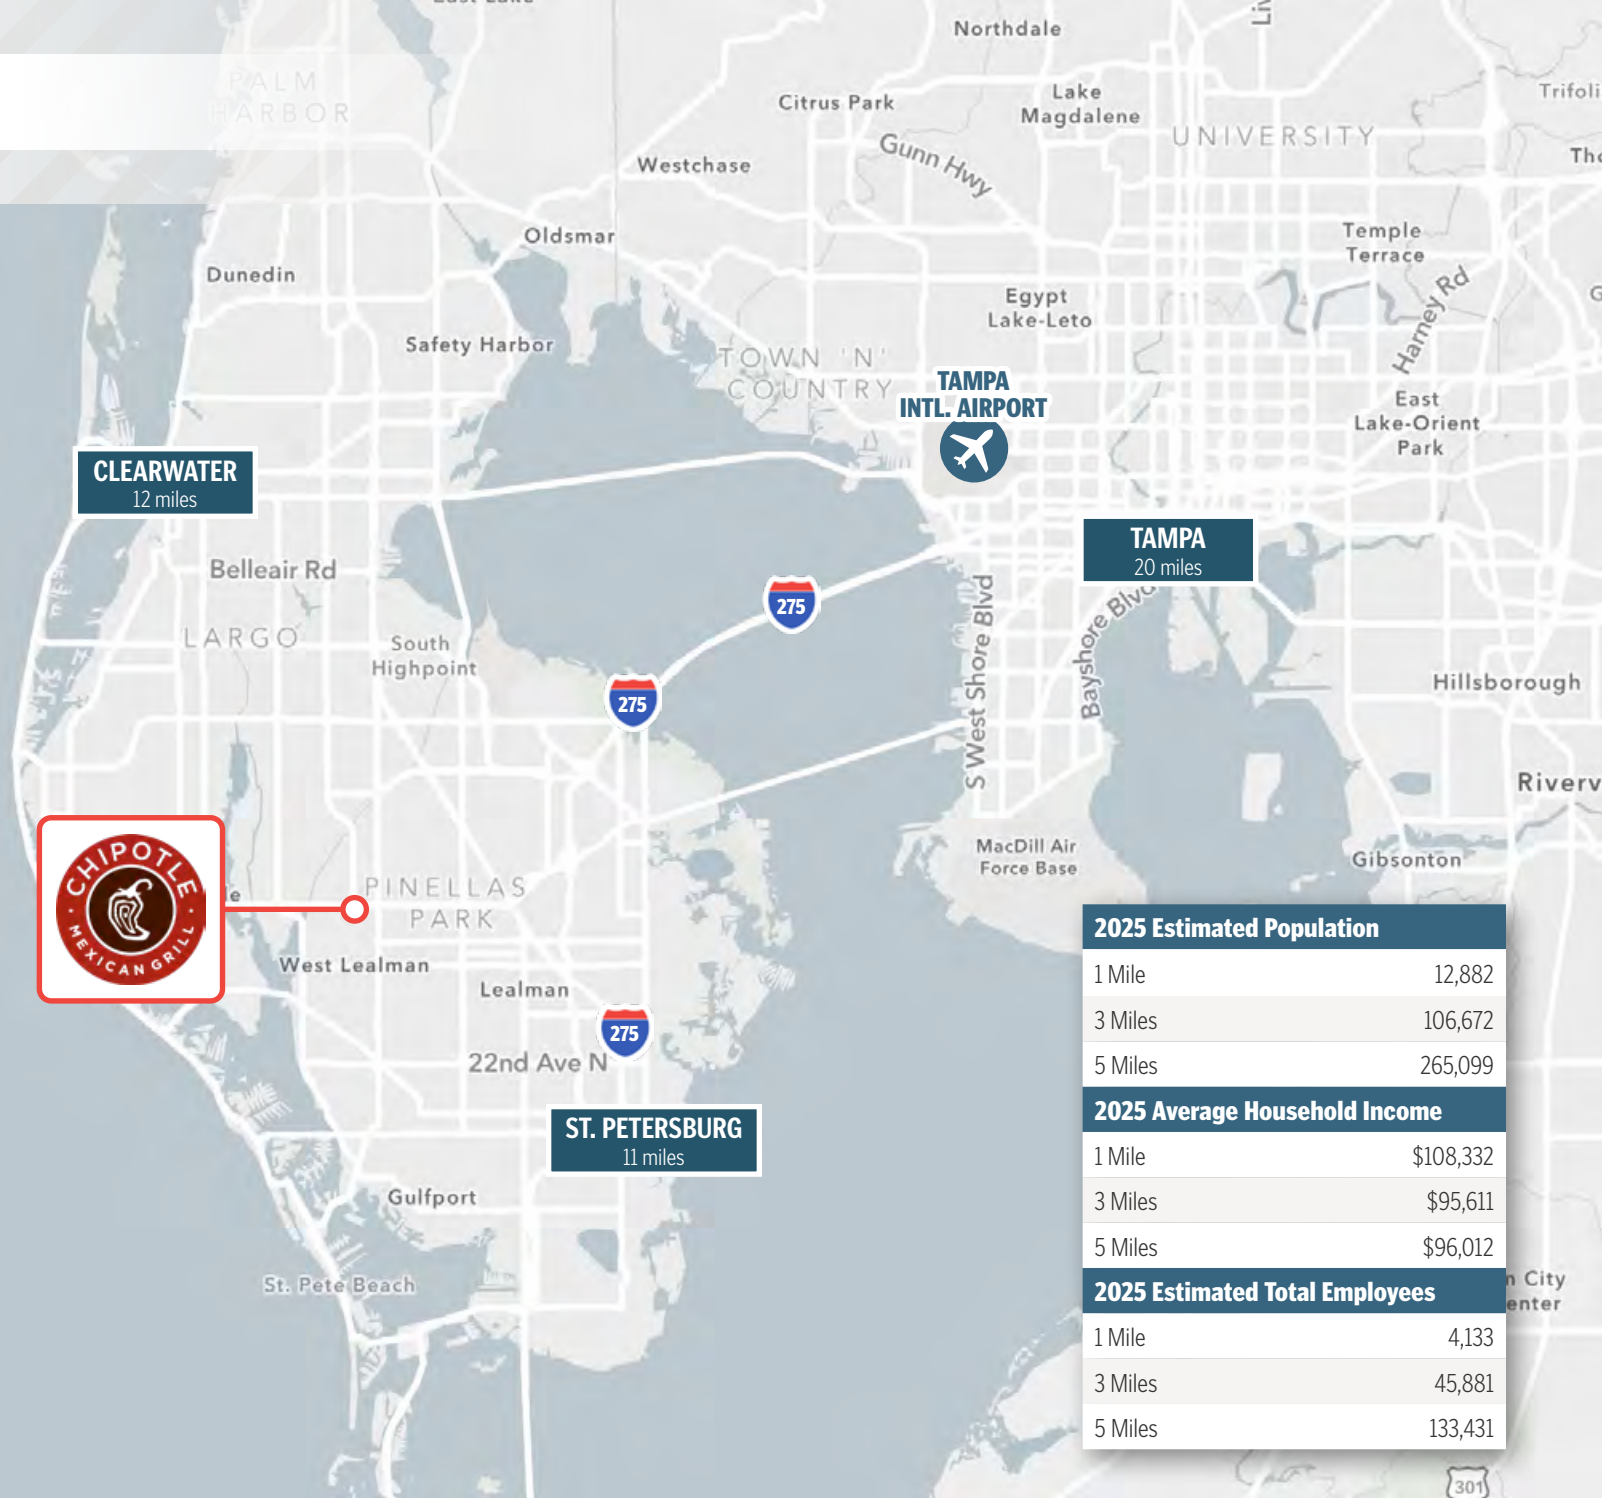 Northdale
PALM
HARBOR
Citrus Park
Lake
Magdalene
UNIVERSITY
Gunn Hwy
Westchase
Oldsmar
Temple
Terrace
Dunedin
Harney Rd
Egypt
Lake-Leto
Safety Harbor
TOWN 'N'
COUNTRY
TAMPA
INTL. AIRPORT
East
Lake-Orient
Park
CLEARWATER
12 miles
TAMPA
20 miles
Belleair Rd
275
S West Shore Blvd
Bayshore Blvd
LARGO
South
Highpoint
275
Hillsborough
CHIPOTLE
MEXICAN GRILL
PINELLAS
PARK
MacDill Air
Force Base
Gibsonton
West Lealman
Lealman
275
22nd Ave N
ST. PETERSBURG
11 miles
Gulfport
St. Pete Beach
2025 Estimated Population
1 Mile 12,882
3 Miles 106,672
5 Miles 265,099
2025 Average Household Income
1 Mile $108,332
3 Miles $95,611
5 Miles $96,012
2025 Estimated Total Employees
1 Mile 4,133
3 Miles 45,881
5 Miles 133,431
n City
enter
301